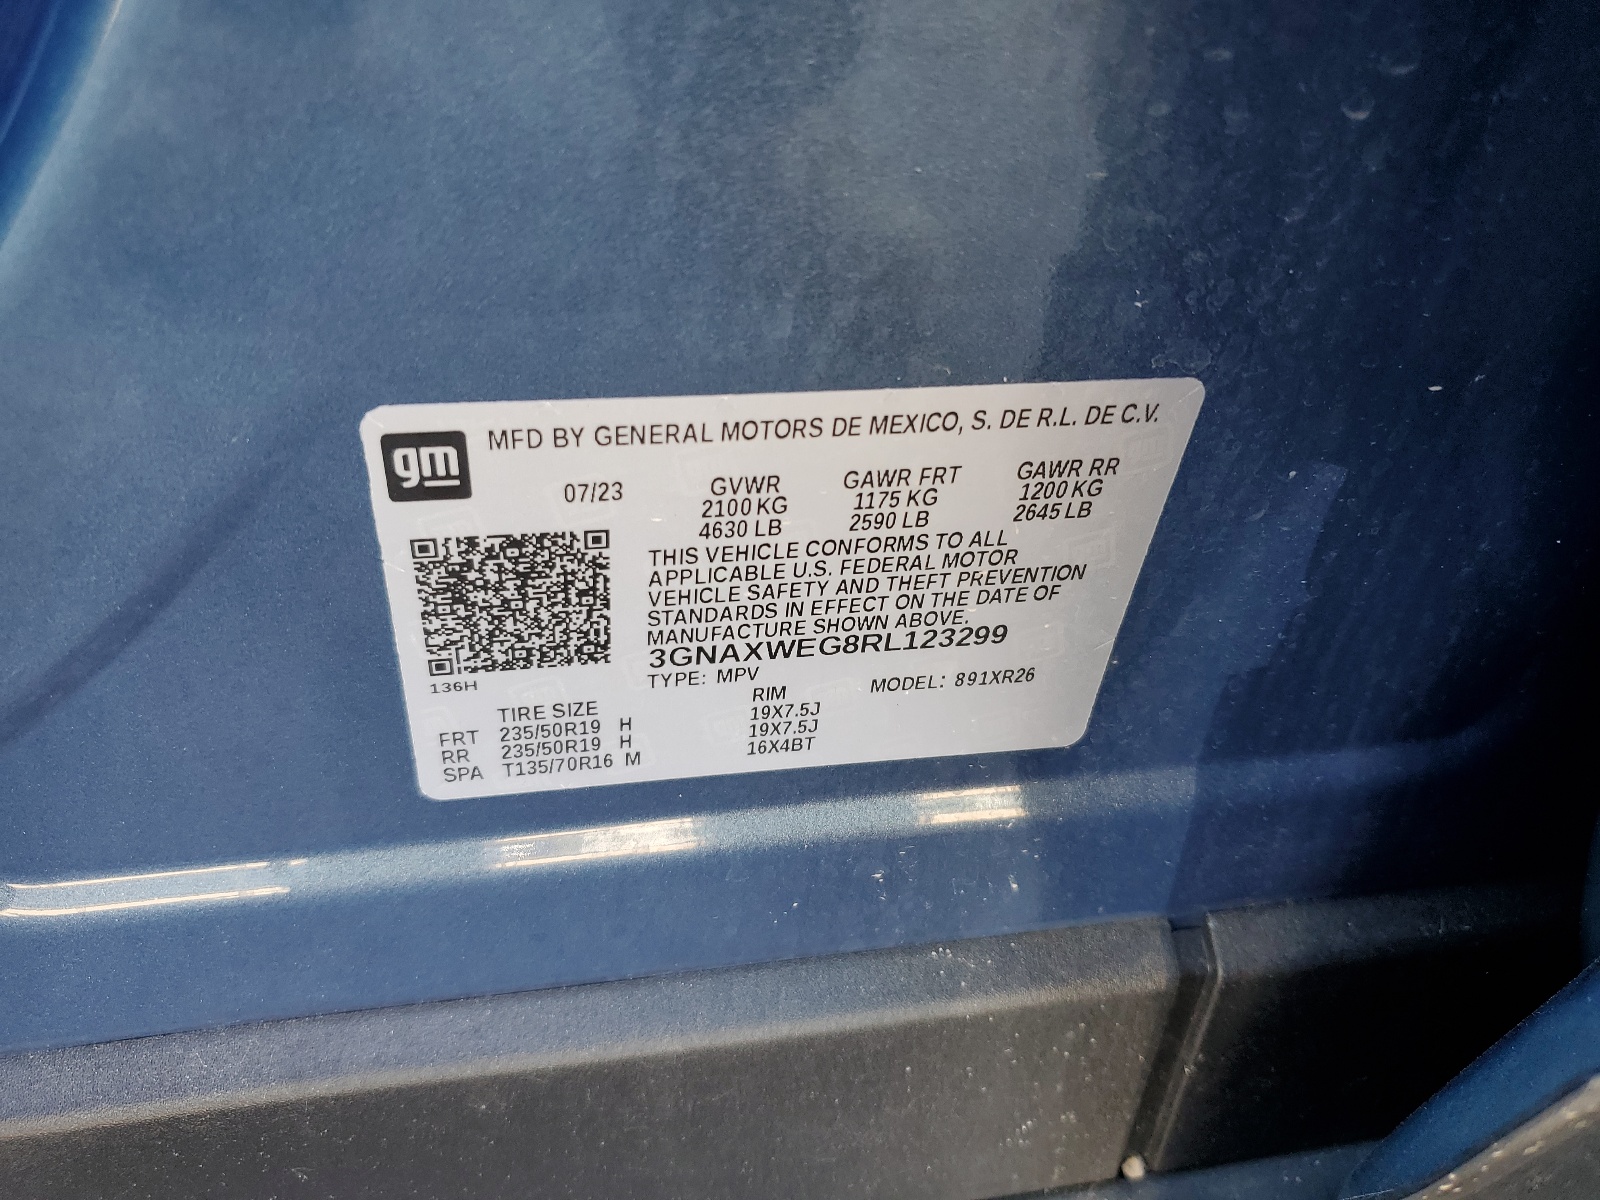 gm
MFD BY GENERAL MOTORS DE MEXICO, S. DE R.L. DE C.V.
07/23
GVWR
2100 KG
4630 LB
GAWR FRT
1175 KG
2590 LB
GAWR RR
1200 KG
2645 LB
THIS VEHICLE CONFORMS TO ALL
APPLICABLE U.S. FEDERAL MOTOR
VEHICLE SAFETY AND THEFT PREVENTION
STANDARDS IN EFFECT ON THE DATE OF
MANUFACTURE SHOWN ABOVE.
3GNAXWEG8RL123299
136H
TYPE: MPV MODEL: 891XR26
TIRE SIZE RIM
FRT 235/50R19 H 19X7.5J
RR 235/50R19 H 19X7.5J
SPA T135/70R16 M 16X4BT